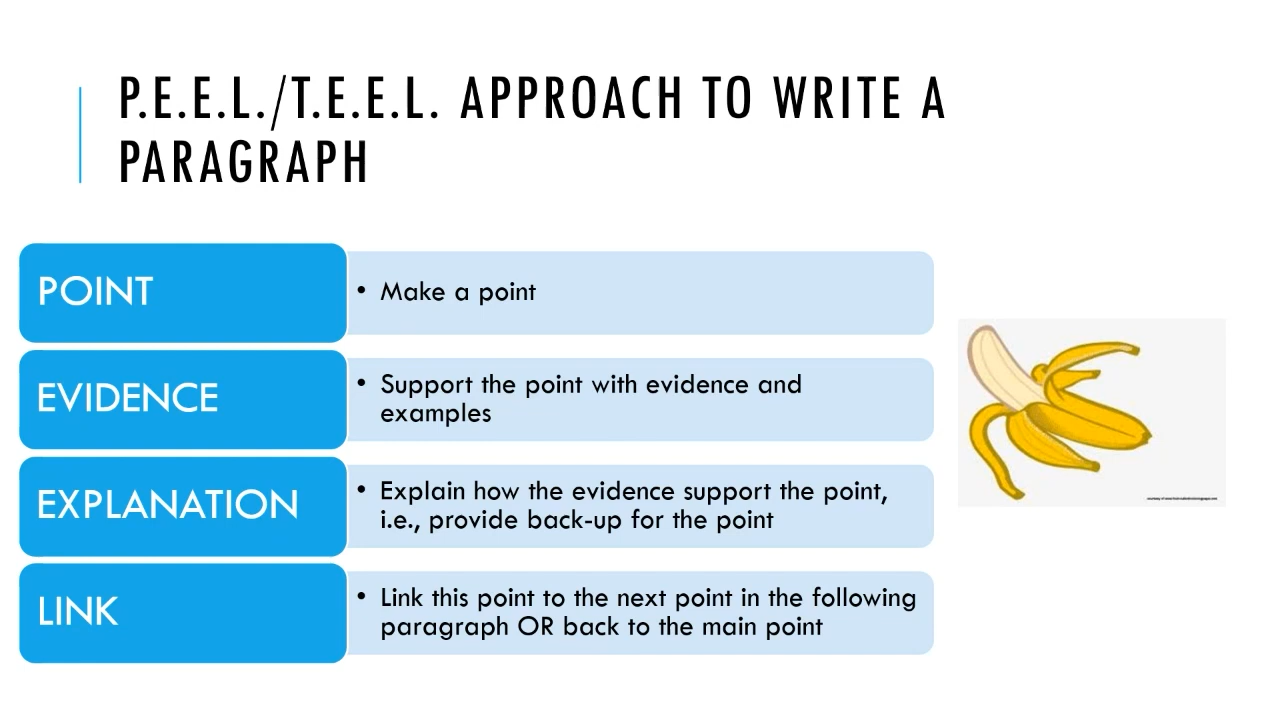 P.E.E.L./T.E.E.L. APPROACH TO WRITE A
PARAGRAPH
POINT
• Make a point
EVIDENCE
• Support the point with evidence and
examples
EXPLANATION
• Explain how the evidence support the point,
i.e., provide back-up for the point
LINK
• Link this point to the next point in the following
paragraph OR back to the main point